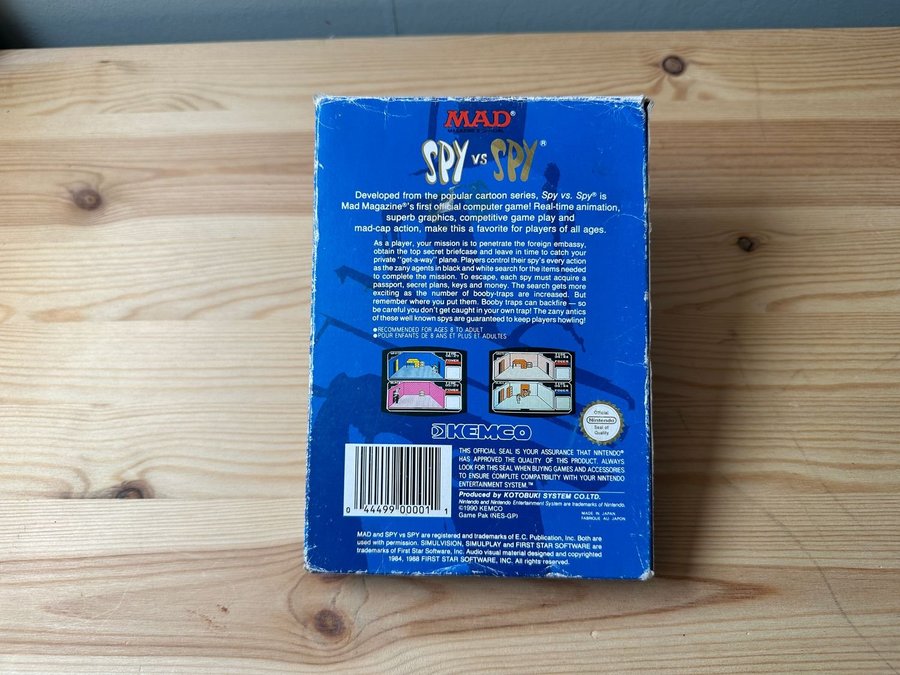 MAD®
SPY vs SPY®
Developed from the popular cartoon series, Spy vs. Spy® is
Mad Magazine®'s first official computer game! Real-time animation,
superb graphics, competitive game play and
mad-cap action, make this a favorite for players of all ages.
As a player, your mission is to penetrate the foreign embassy,
obtain the top secret briefcase and leave in time to catch your
private "get-a-way" plane. Players control their spy's every action
as the zany agents in black and white search for the items needed
to complete the mission. To escape, each spy must acquire a
passport, secret plans, keys and money. The search gets more
exciting as the number of booby-traps are increased. But
remember where you put them. Booby traps can backfire — so
be careful you don't get caught in your own trap! The zany antics
of these well known spys are guaranteed to keep players howling!
●RECOMMENDED FOR AGES 8 TO ADULT
●POUR ENFANTS DE 8 ANS ET PLUS ET ADULTES
Official
Nintendo
Seal of
Quality
KEMCO
THIS OFFICIAL SEAL IS YOUR ASSURANCE THAT NINTENDO®
HAS APPROVED THE QUALITY OF THIS PRODUCT. ALWAYS
LOOK FOR THIS SEAL WHEN BUYING GAMES AND ACCESSORIES
TO ENSURE COMPLETE COMPATIBILITY WITH YOUR NINTENDO
ENTERTAINMENT SYSTEM.™
Produced by KOTOBUKI SYSTEM CO.LTD.
Nintendo and Nintendo Entertainment System are trademarks of Nintendo.
©1990 KEMCO
Game Pak (NES-GP)
MADE IN JAPAN
FABRIQUE AU JAPON
0 44499 00001 1
MAD and SPY vs SPY are registered and trademarks of E.C. Publication, Inc. Both are
used with permission. SIMULVISION, SIMULPLAY and FIRST STAR SOFTWARE are
trademarks of First Star Software, Inc. Audio visual material designed and copyrighted
1984, 1988 FIRST STAR SOFTWARE, INC. All rights reserved.